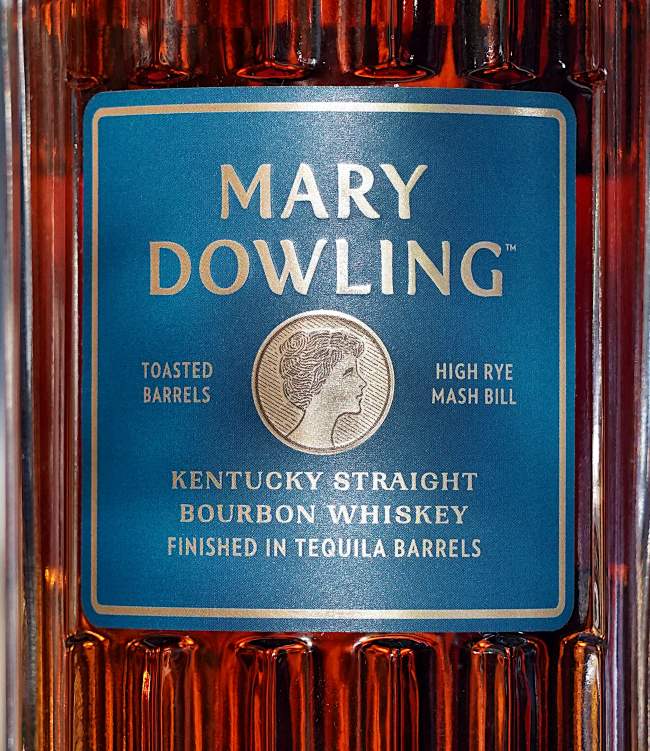 MARY
DOWLING™
TOASTED
BARRELS
HIGH RYE
MASH BILL
KENTUCKY STRAIGHT
BOURBON WHISKEY
FINISHED IN TEQUILA BARRELS